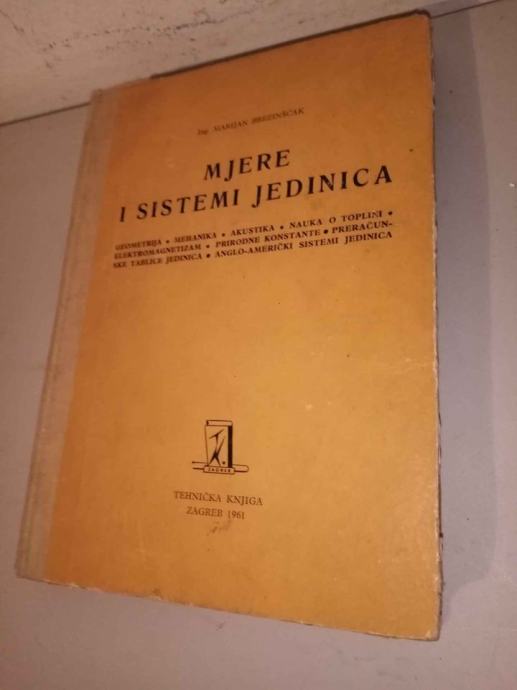 Ing. MARIJAN BREZINŠĆAK
MJERE
I SISTEMI JEDINICA
GEOMETRIJA • MEHANIKA • AKUSTIKA • NAUKA O TOPLINI •
ELEKTROMAGNETIZAM • PRIRODNE KONSTANTE • PRERAČUN-
SKE TABLICE JEDINICA • ANGLO-AMERIČKI SISTEMI JEDINICA
ZAGREB
TEHNIČKA KNJIGA
ZAGREB 1961